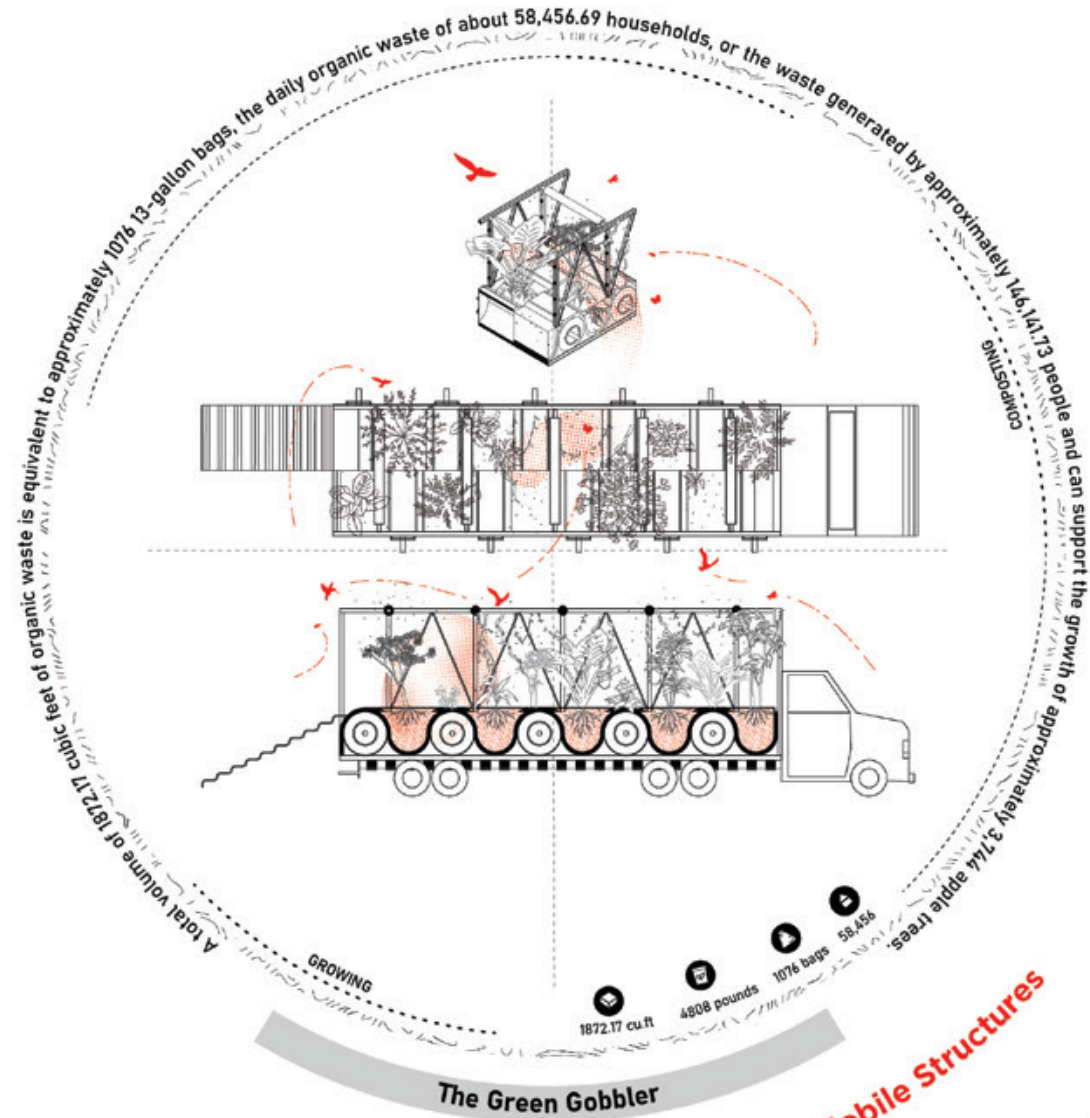 A total volume of 1872.17 cubic feet of organic waste is equivalent to approximately 1076 13-gallon bags, the daily organic waste of about 58,456.69 households, or the waste generated by approximately 146,141.73 people and can support the growth of approximately 3,744 apple trees.
COMPOSTING
GROWING
1872.17 cu.ft
4808 pounds
1076 bags
58,456
The Green Gobbler
Mobile Structures